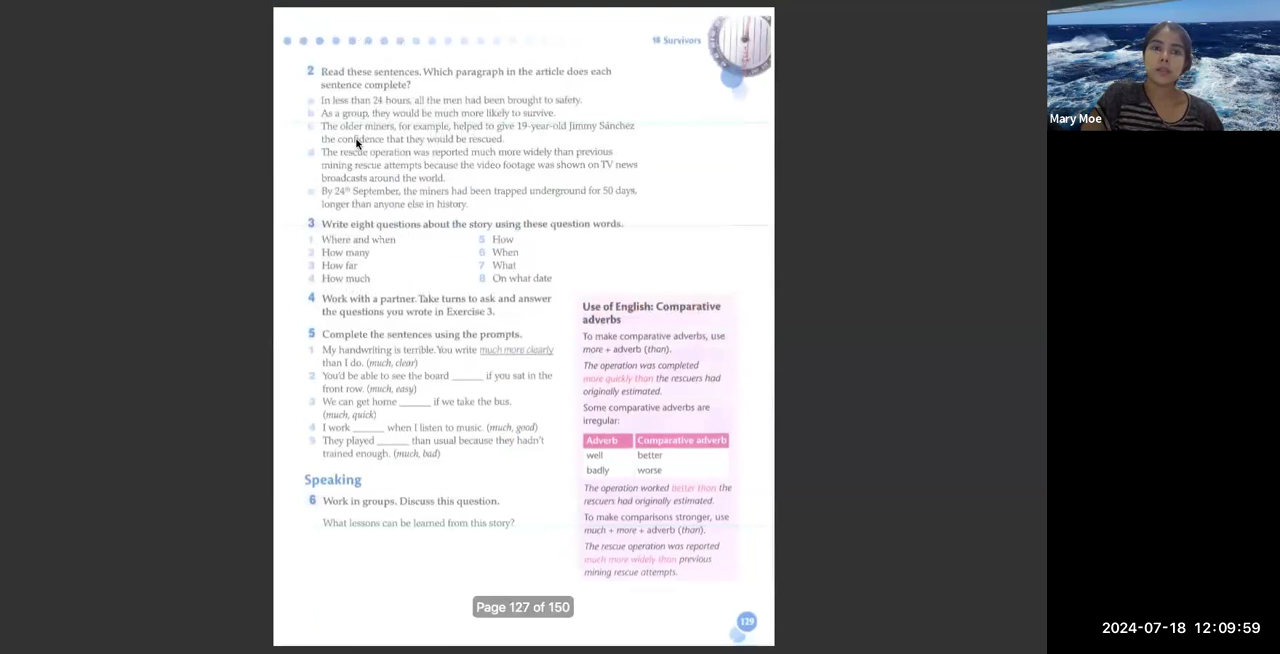 18 Survivors
2 Read these sentences. Which paragraph in the article does each
sentence complete?
a In less than 24 hours, all the men had been brought to safety.
b As a group, they would be much more likely to survive.
c The older miners, for example, helped to give 19-year-old Jimmy Sánchez
the confidence that they would be rescued.
d The rescue operation was reported much more widely than previous
mining rescue attempts because the video footage was shown on TV news
broadcasts around the world.
e By 24th September, the miners had been trapped underground for 50 days,
longer than anyone else in history.
3 Write eight questions about the story using these question words.
1 Where and when
2 How many
3 How far
4 How much
5 How
6 When
7 What
8 On what date
4 Work with a partner. Take turns to ask and answer
the questions you wrote in Exercise 3.
5 Complete the sentences using the prompts.
1 My handwriting is terrible. You write much more clearly
than I do. (much, clear)
2 You'd be able to see the board ______ if you sat in the
front row. (much, easy)
3 We can get home ______ if we take the bus.
(much, quick)
4 I work ______ when I listen to music. (much, good)
5 They played ______ than usual because they hadn't
trained enough. (much, bad)
Speaking
6 Work in groups. Discuss this question.
What lessons can be learned from this story?
Use of English: Comparative
adverbs
To make comparative adverbs, use
more + adverb (than).
The operation was completed
more quickly than the rescuers had
originally estimated.
Some comparative adverbs are
irregular:
Adverb Comparative adverb
well better
badly worse
The operation worked better than the
rescuers had originally estimated.
To make comparisons stronger, use
much + more + adverb (than).
The rescue operation was reported
much more widely than previous
mining rescue attempts.
Page 127 of 150
129
Mary Moe
2024-07-18 12:09:59